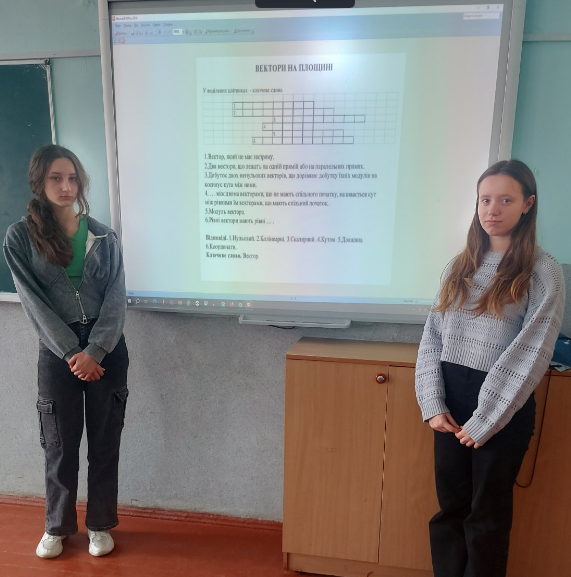 ВЕКТОРИ НА ПЛОЩИНІ
У виділених клітинках - ключове слово.
1.Вектор, який не має напряму.
2.Два вектори, що лежать на одній прямій або на паралельних прямих.
3.Добуток двох ненульових векторів, що дорівнює добутку їхніх модулів на
косинус кута між ними.
4.… між двома векторами, що не мають спільного початку, називається кут
між рівними їм векторами, що мають спільний початок.
5.Модуль вектора.
6.Рівні вектори мають рівні …
Відповіді. 1.Нульовий. 2.Колінеарні. 3.Скалярний. 4.Кутом. 5.Довжина.
6.Координати.
Ключове слово. Вектор.